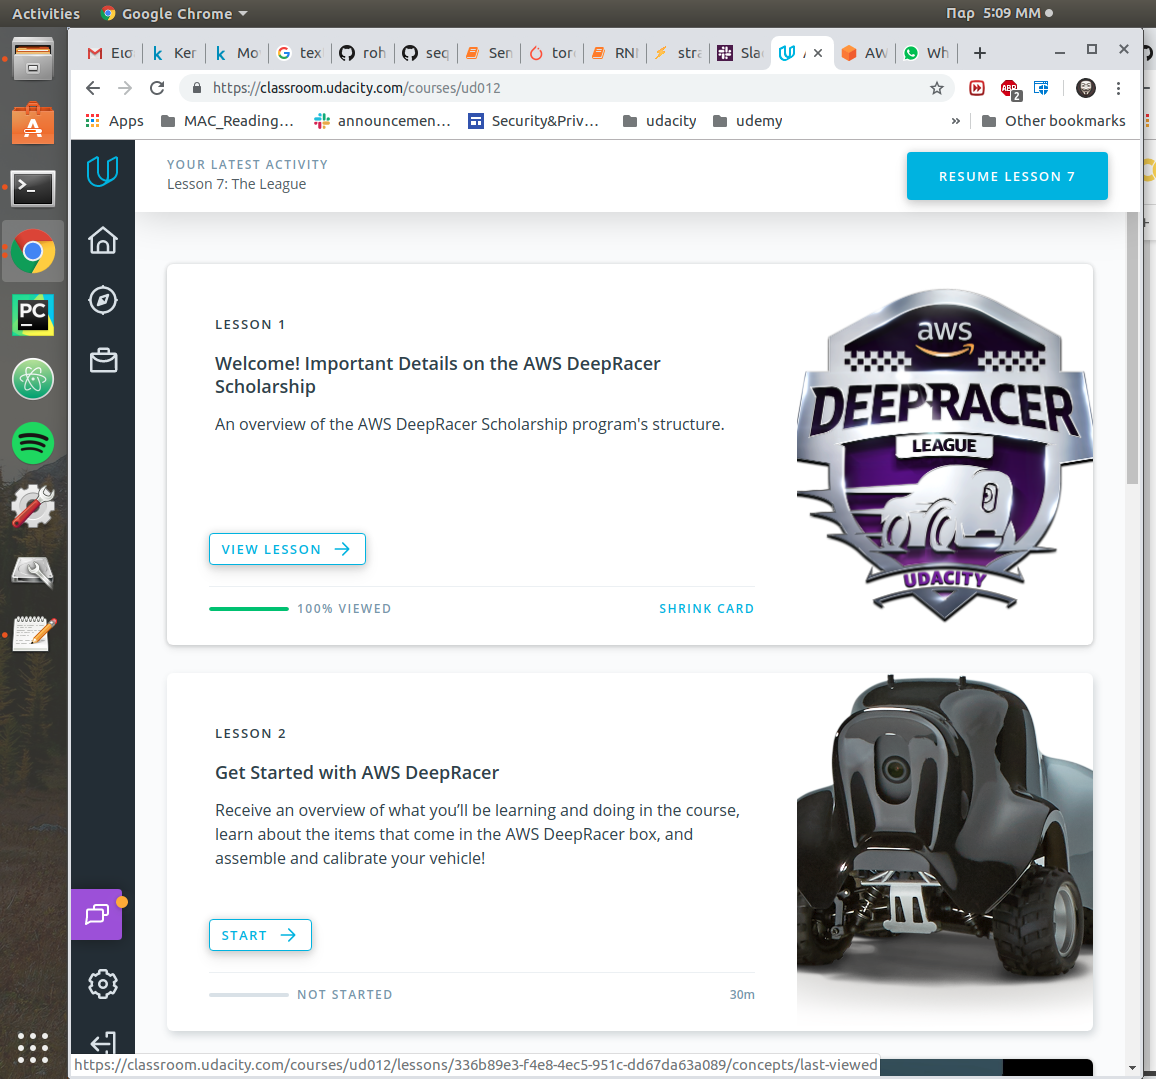 Activities
Google Chrome
Παρ 5:09 ΜΜ
Εισ
Ker
Mo
tex
roh
seq
Sen
tor
RN
stra
Sla
AW
Wh
https://classroom.udacity.com/courses/ud012
ABP
2
Apps
MAC_Reading...
announcemen...
Security&Priv...
udacity
udemy
»
Other bookmarks
YOUR LATEST ACTIVITY
Lesson 7: The League
RESUME LESSON 7
PC
LESSON 1
Welcome! Important Details on the AWS DeepRacer
Scholarship
An overview of the AWS DeepRacer Scholarship program's structure.
aws
DEEPRACER
LEAGUE
UDACITY
VIEW LESSON
100% VIEWED
SHRINK CARD
LESSON 2
Get Started with AWS DeepRacer
Receive an overview of what you’ll be learning and doing in the course,
learn about the items that come in the AWS DeepRacer box, and
assemble and calibrate your vehicle!
START
NOT STARTED
30m
https://classroom.udacity.com/courses/ud012/lessons/336b89e3-f4e8-4ec5-951c-dd67da63a089/concepts/last-viewed